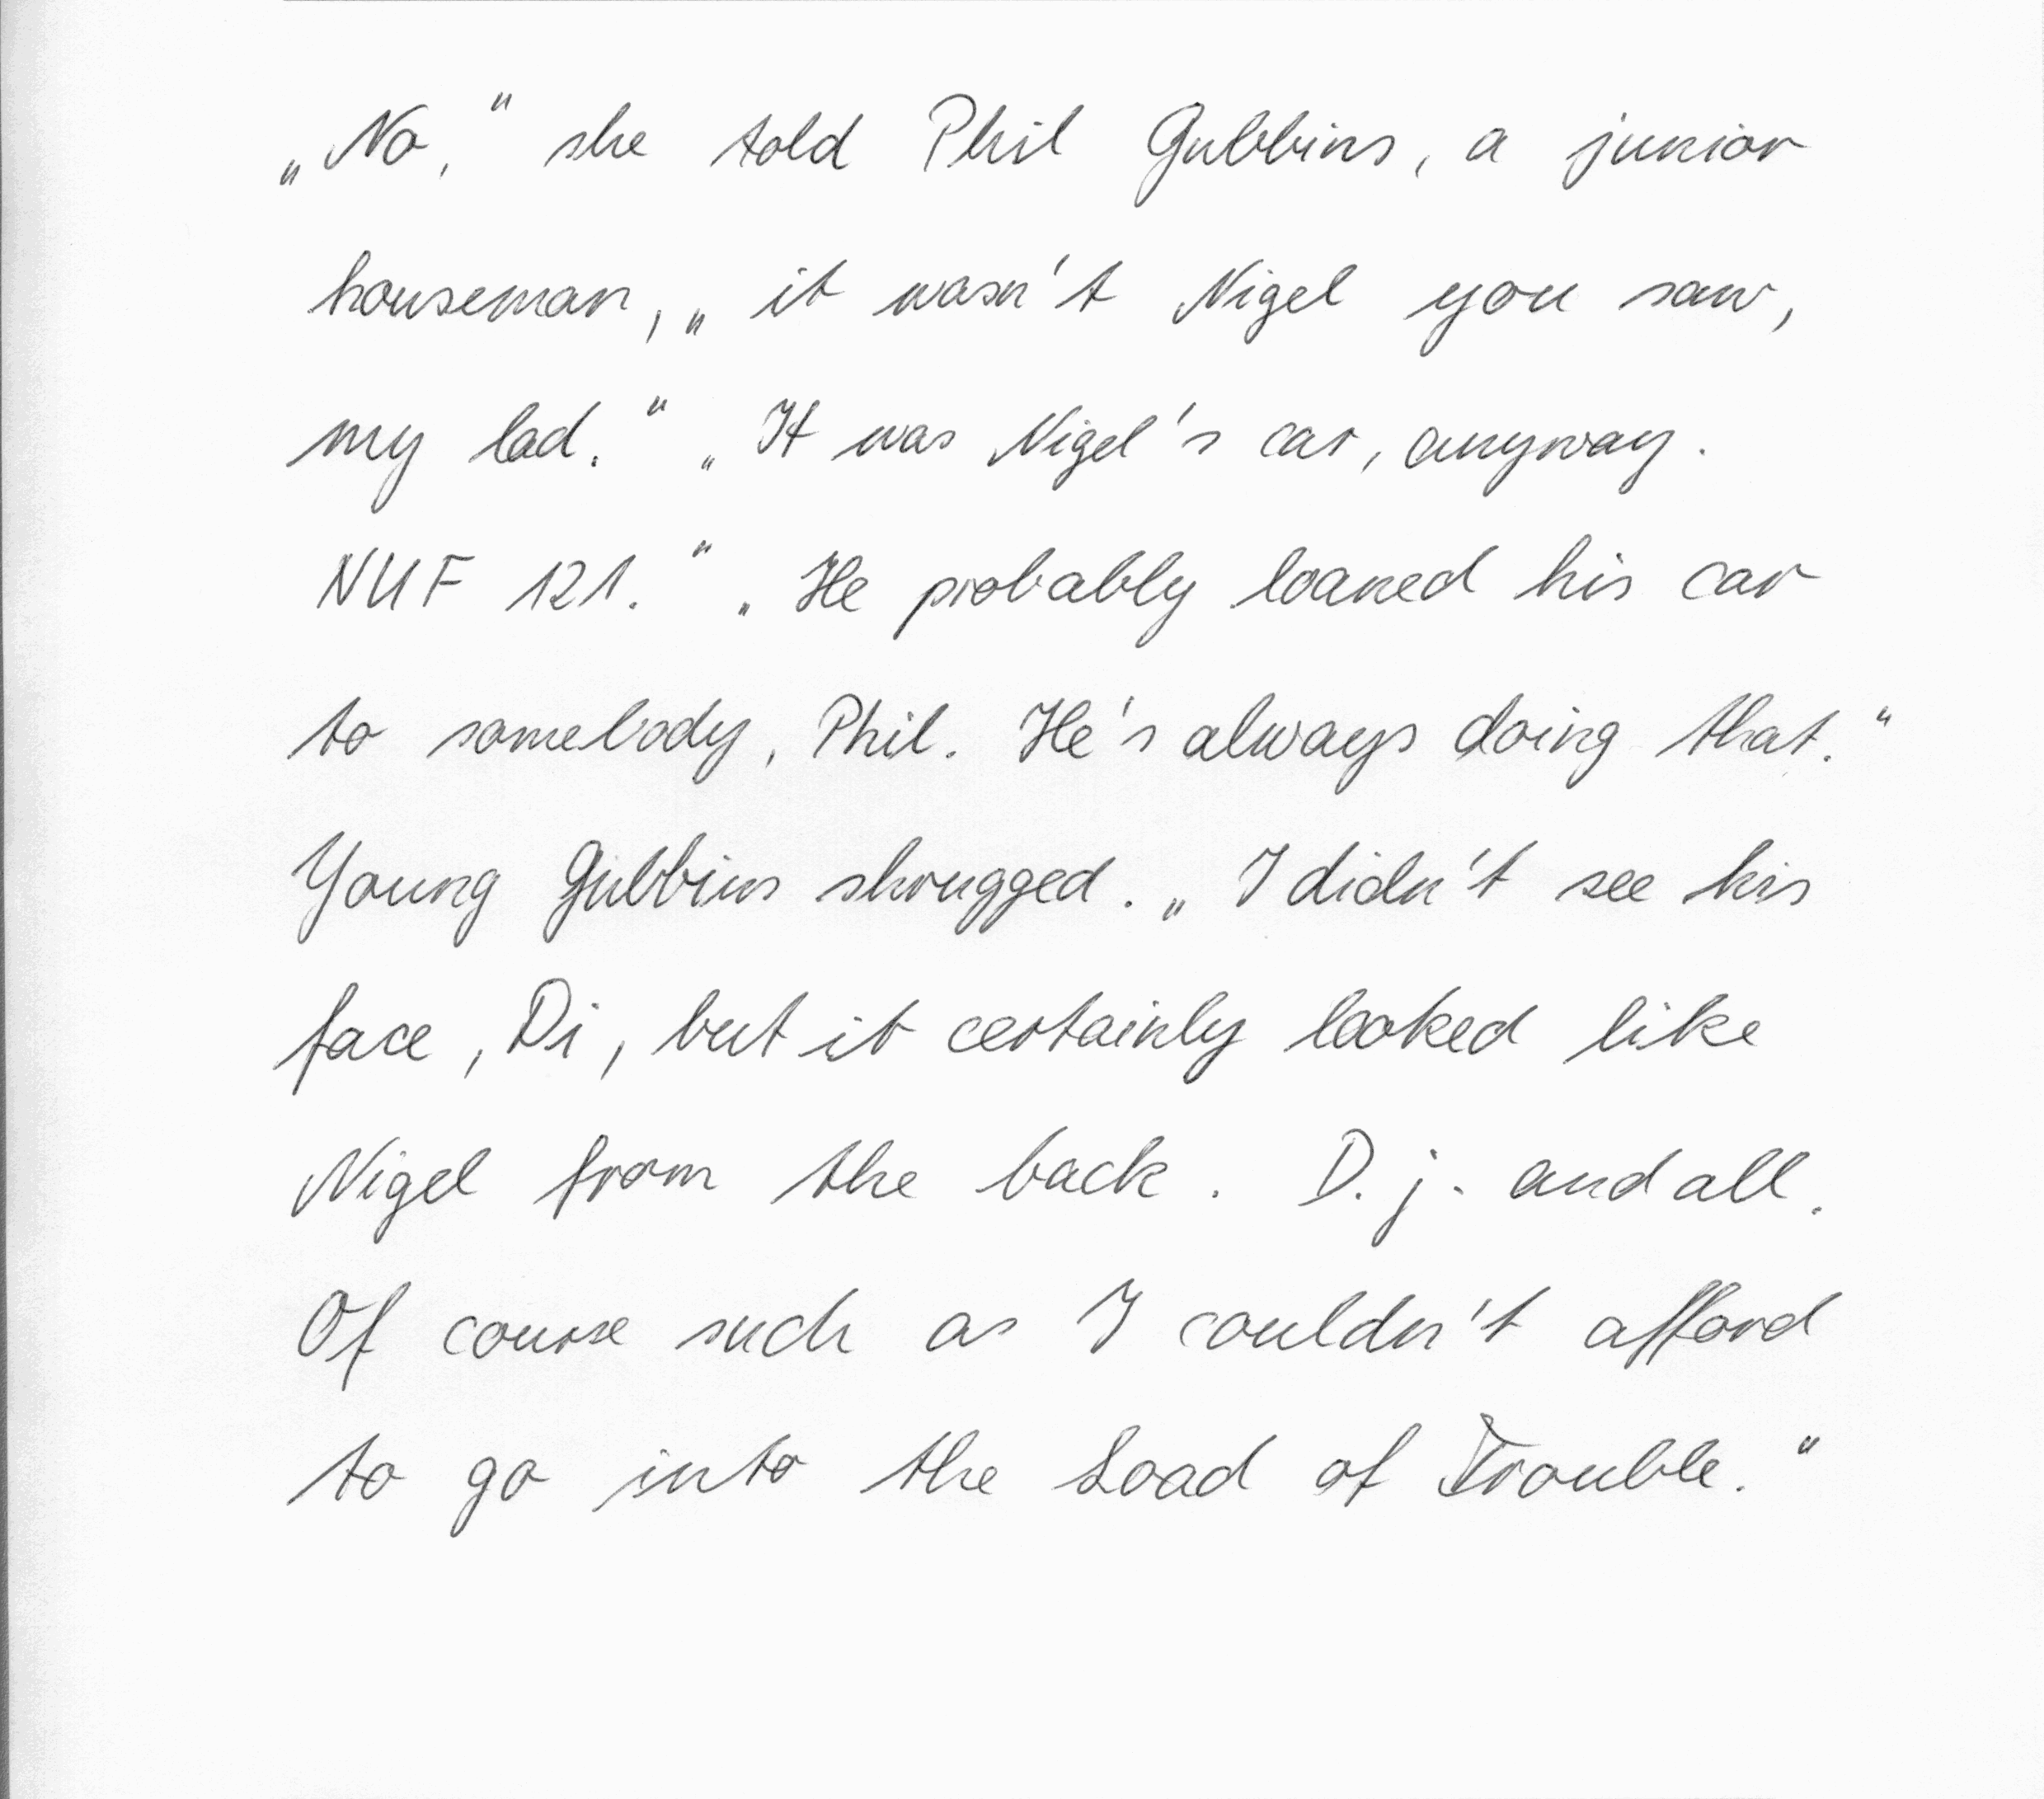 „No,“ she told Phil Gubbins, a junior
houseman, „it wasn't Nigel you saw,
my lad.“ „It was Nigel's car, anyway.
NUF 121.“ „He probably loaned his car
to somebody, Phil. He's always doing that.“
Young Gubbins shrugged. „I didn't see his
face, Di, but it certainly looked like
Nigel from the back. D. j. and all.
Of course such as I couldn't afford
to go into the Load of Trouble.“